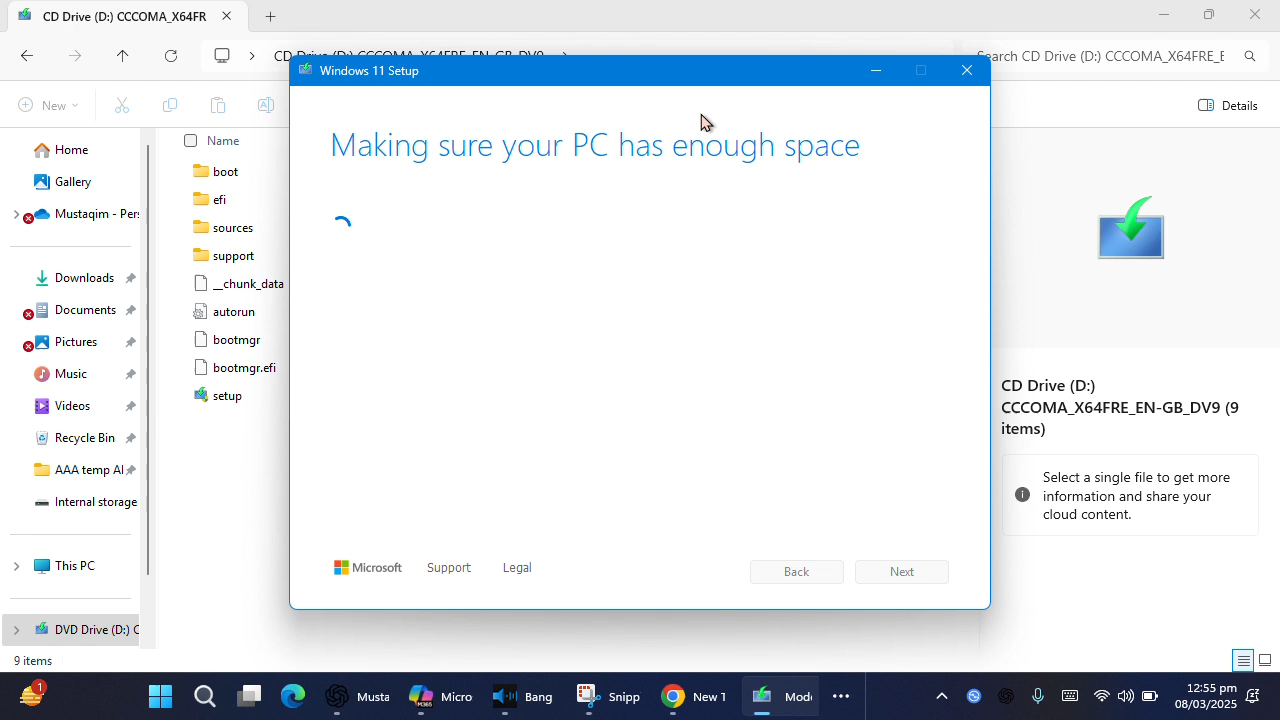 CD Drive (D:) CCCOMA_X64FR
Search CD Drive (D:) CCCOMA_X64FRE_E
Windows 11 Setup
New
Details
Home
Gallery
Mustaqim - Pers
Downloads
Documents
Pictures
Music
Videos
Recycle Bin
AAA temp Al
Internal storage
This PC
DVD Drive (D:) C
Name
boot
efi
sources
support
__chunk_data
autorun
bootmgr
bootmgr.efi
setup
Making sure your PC has enough space
Microsoft
Support
Legal
Back
Next
CD Drive (D:)
CCCOMA_X64FRE_EN-GB_DV9 (9
items)
Select a single file to get more
information and share your
cloud content.
9 items
1
Musta
M365
Micro
Bang
Snipp
New 1
Mod
12:55 pm
08/03/2025